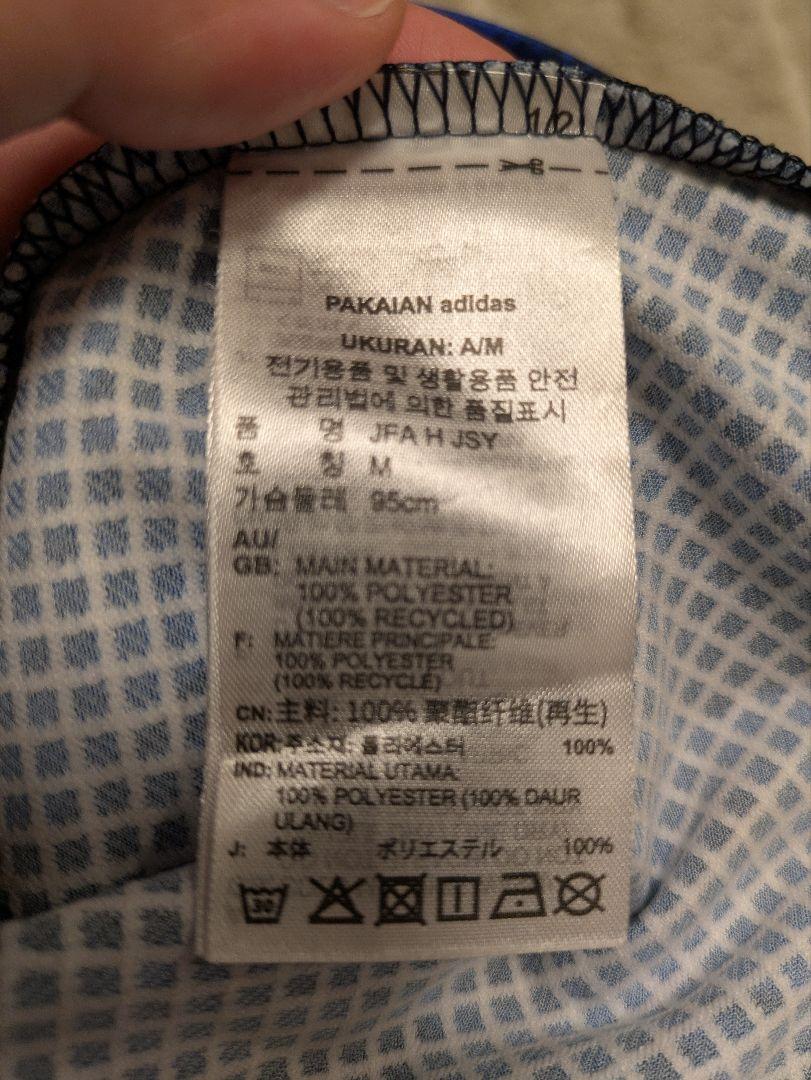 1/2
PAKAIAN adidas
UKURAN: A/M
전기용품 및 생활용품 안전
관리법에 의한 품질표시
품 명 JFA H JSY
호 칭 M
가슴둘레 95cm
AU/
GB: MAIN MATERIAL:
100% POLYESTER
(100% RECYCLED)
F: MATIERE PRINCIPALE:
100% POLYESTER
(100% RECYCLÉ)
CN: 主料: 100% 聚酯纤维(再生)
KOR: 주소재: 폴리에스터 100%
IND: MATERIAL UTAMA:
100% POLYESTER (100% DAUR
ULANG)
J: 本体 ポリエステル 100%
30